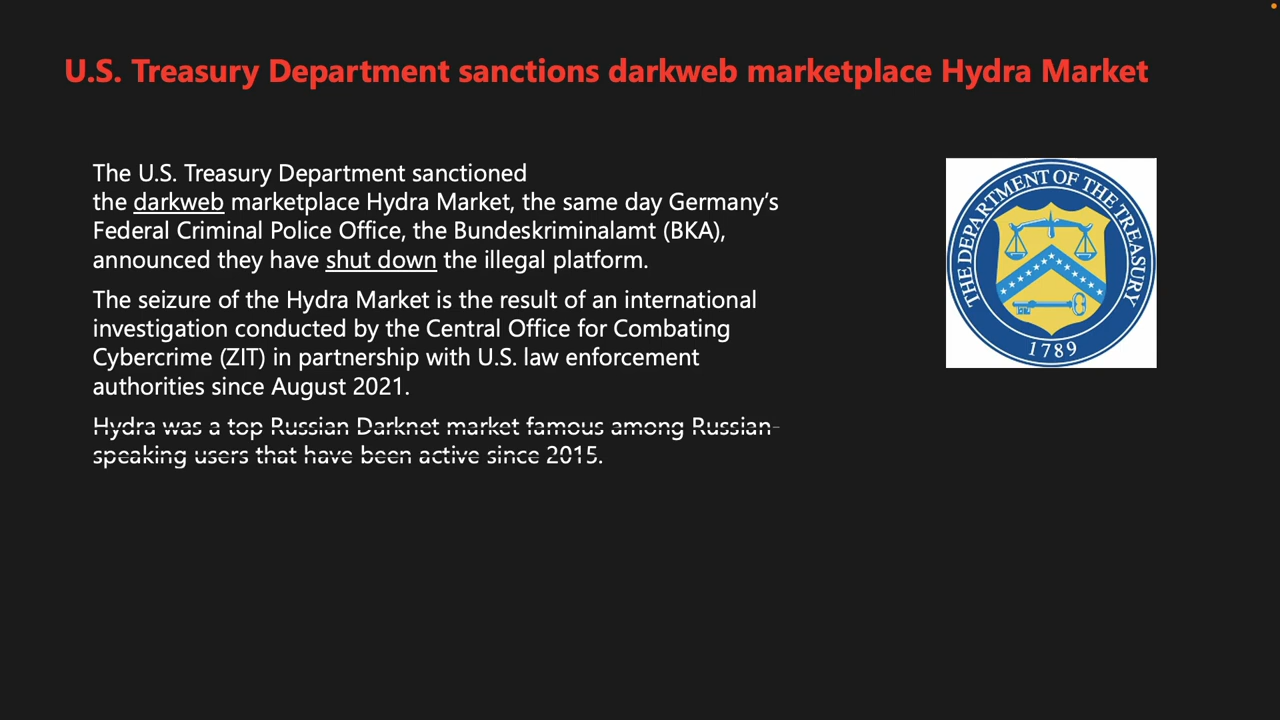 U.S. Treasury Department sanctions darkweb marketplace Hydra Market
The U.S. Treasury Department sanctioned
the darkweb marketplace Hydra Market, the same day Germany’s
Federal Criminal Police Office, the Bundeskriminalamt (BKA),
announced they have shut down the illegal platform.
The seizure of the Hydra Market is the result of an international
investigation conducted by the Central Office for Combating
Cybercrime (ZIT) in partnership with U.S. law enforcement
authorities since August 2021.
Hydra was a top Russian Darknet market famous among Russian-
speaking users that have been active since 2015.
THE DEPARTMENT OF THE TREASURY
1789